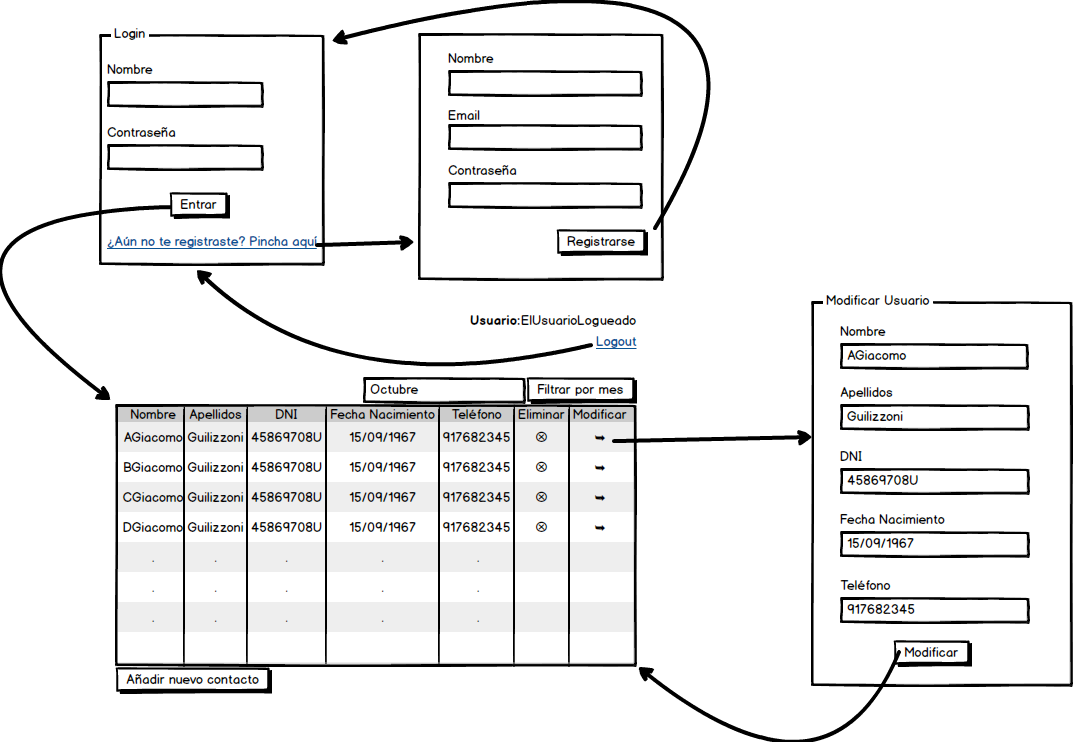 Login
Nombre
Contraseña
Entrar
¿Aún no te registraste? Pincha aquí
Nombre
Email
Contraseña
Registrarse
Usuario:ElUsuarioLogueado
Logout
Octubre Filtrar por mes
Nombre Apellidos DNI Fecha Nacimiento Teléfono Eliminar Modificar
AGiacomo Guilizzoni 45869708U 15/09/1967 917682345
BGiacomo Guilizzoni 45869708U 15/09/1967 917682345
CGiacomo Guilizzoni 45869708U 15/09/1967 917682345
DGiacomo Guilizzoni 45869708U 15/09/1967 917682345
. . . . .
. . . . .
. . . . .
Añadir nuevo contacto
Modificar Usuario
Nombre
AGiacomo
Apellidos
Guilizzoni
DNI
45869708U
Fecha Nacimiento
15/09/1967
Teléfono
917682345
Modificar